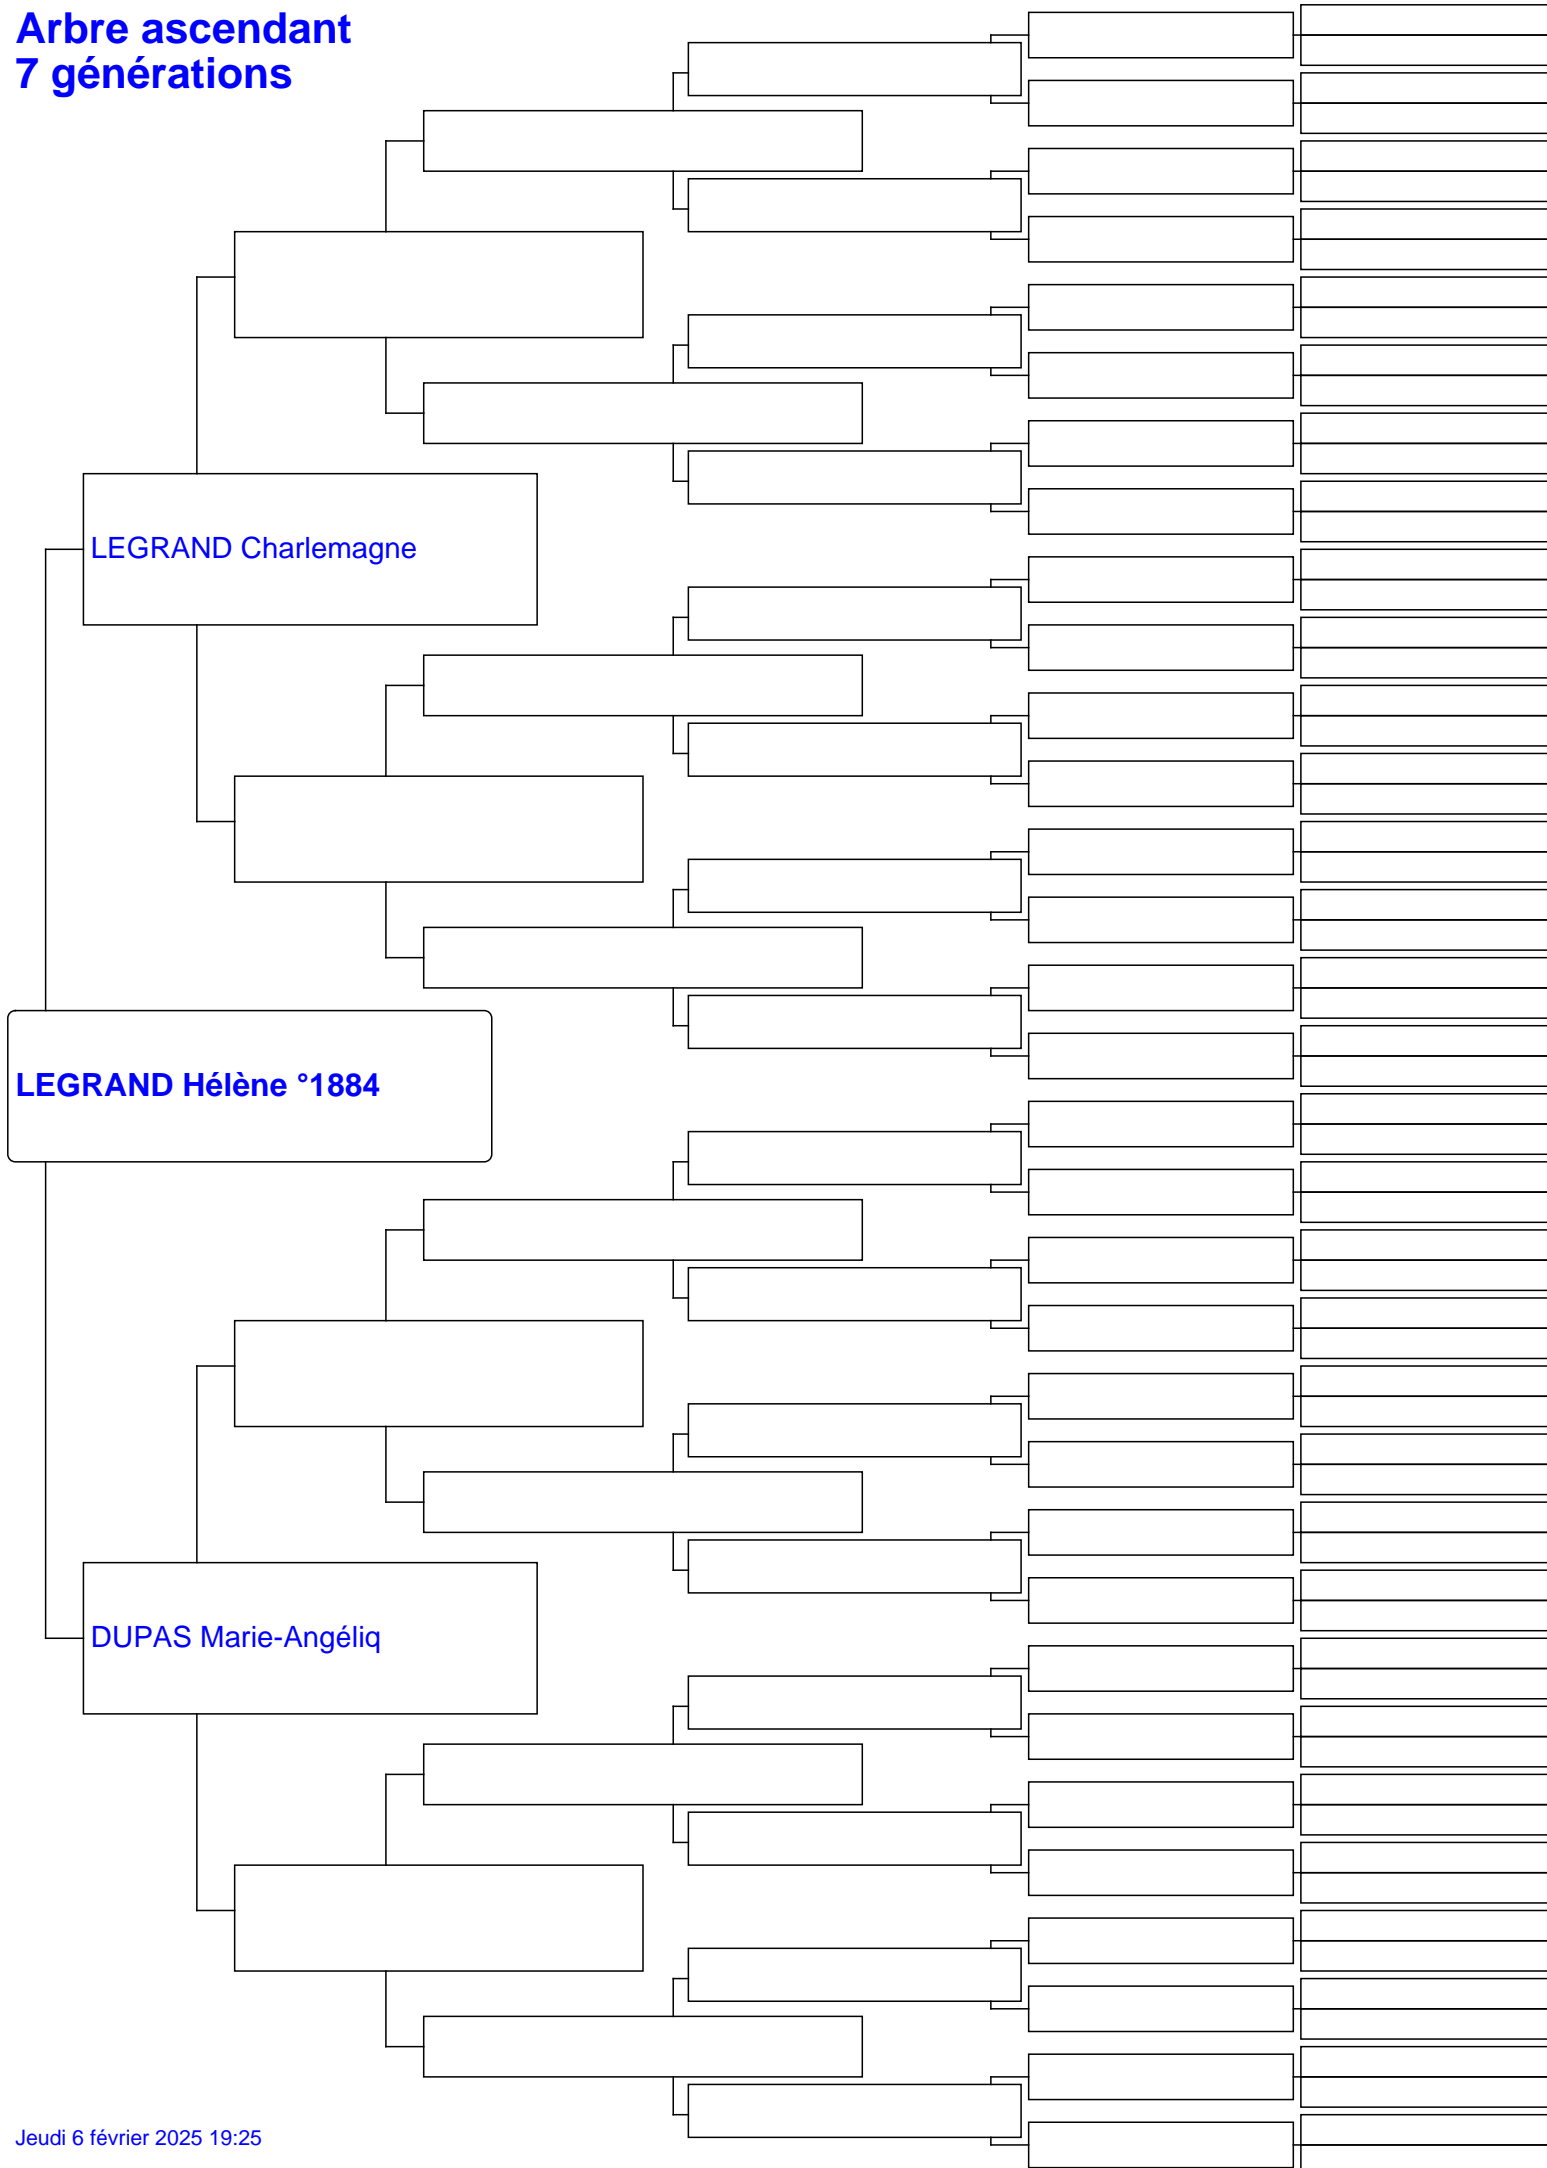 Arbre ascendant
7 générations
LEGRAND Charlemagne
LEGRAND Hélène °1884
DUPAS Marie-Angéliq
Jeudi 6 février 2025 19:25